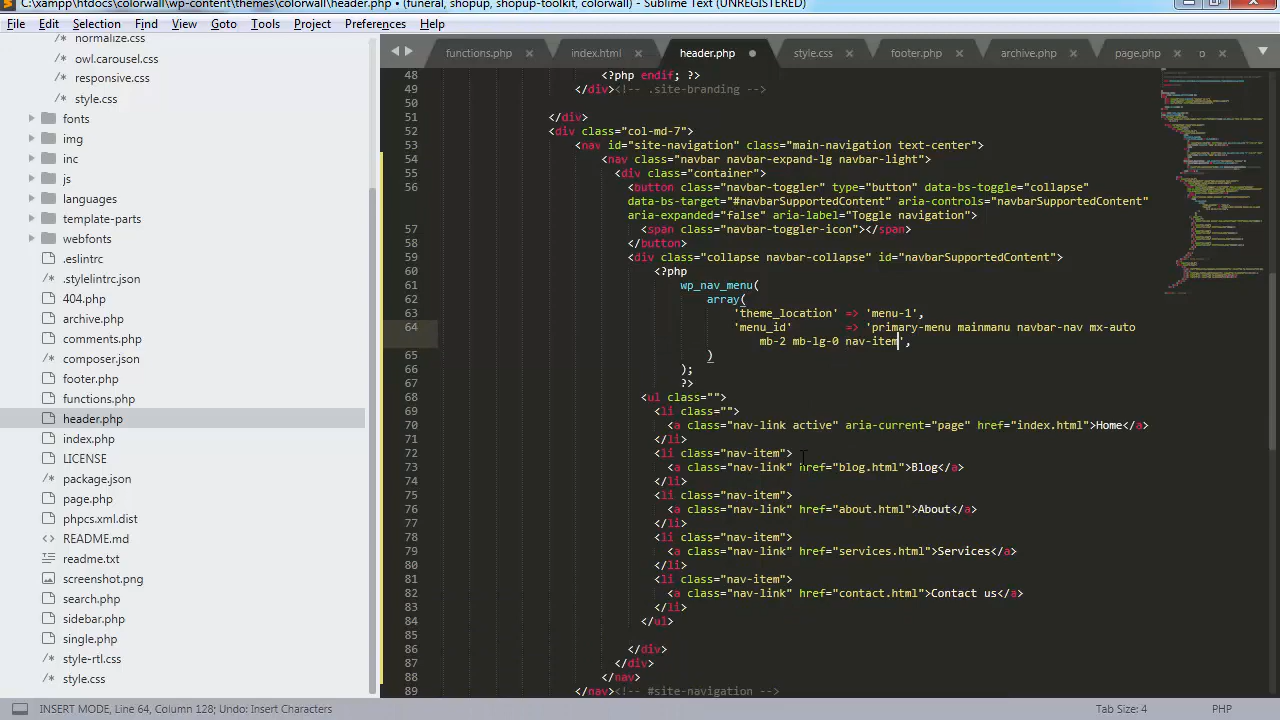 C:\xampp\htdocs\colorwall\wp-content\themes\colorwall\header.php • (funeral, shopup, shopup-toolkit, colorwall) - Sublime Text (UNREGISTERED)
File Edit Selection Find View Goto Tools Project Preferences Help
normalize.css
owl.carousel.css
responsive.css
style.css
fonts
img
inc
js
languages
template-parts
webfonts
.eslintrc
.stylelintrc.json
404.php
archive.php
comments.php
composer.json
footer.php
functions.php
header.php
index.php
LICENSE
package.json
page.php
phpcs.xml.dist
README.md
readme.txt
screenshot.png
search.php
sidebar.php
single.php
style-rtl.css
style.css
functions.php index.html header.php style.css footer.php archive.php page.php
48 <?php endif; ?>
49 </div><!-- .site-branding -->
50
51 </div>
52 <div class="col-md-7">
53 <nav id="site-navigation" class="main-navigation text-center">
54 <nav class="navbar navbar-expand-lg navbar-light">
55 <div class="container">
56 <button class="navbar-toggler" type="button" data-bs-toggle="collapse"
data-bs-target="#navbarSupportedContent" aria-controls="navbarSupportedContent"
aria-expanded="false" aria-label="Toggle navigation">
57 <span class="navbar-toggler-icon"></span>
58 </button>
59 <div class="collapse navbar-collapse" id="navbarSupportedContent">
60 <?php
61 wp_nav_menu(
62 array(
63 'theme_location' => 'menu-1',
64 'menu_id' => 'primary-menu mainmanu navbar-nav mx-auto
mb-2 mb-lg-0 nav-item',
65 )
66 );
67 ?>
68 <ul class="">
69 <li class="">
70 <a class="nav-link active" aria-current="page" href="index.html">Home</a>
71 </li>
72 <li class="nav-item">
73 <a class="nav-link" href="blog.html">Blog</a>
74 </li>
75 <li class="nav-item">
76 <a class="nav-link" href="about.html">About</a>
77 </li>
78 <li class="nav-item">
79 <a class="nav-link" href="services.html">Services</a>
80 </li>
81 <li class="nav-item">
82 <a class="nav-link" href="contact.html">Contact us</a>
83 </li>
84 </ul>
85
86 </div>
87 </div>
88 </nav>
89 </nav><!-- #site-navigation -->
INSERT MODE, Line 64, Column 128; Undo: Insert Characters Tab Size: 4 PHP